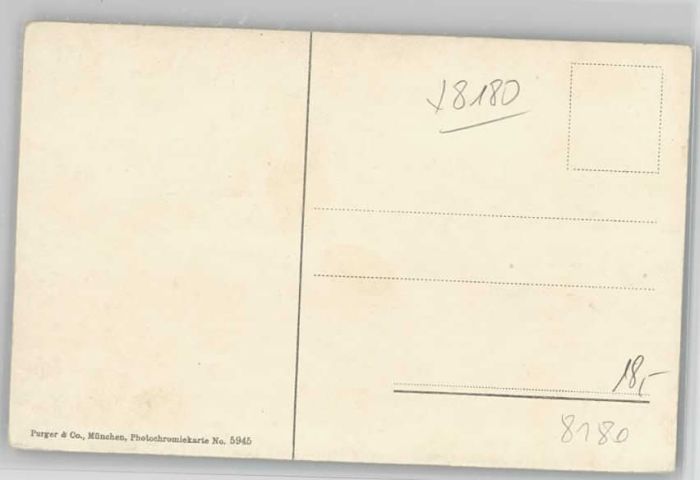 x8180
18,-
8180
Purger & Co., München, Photochromiekarte No. 5945